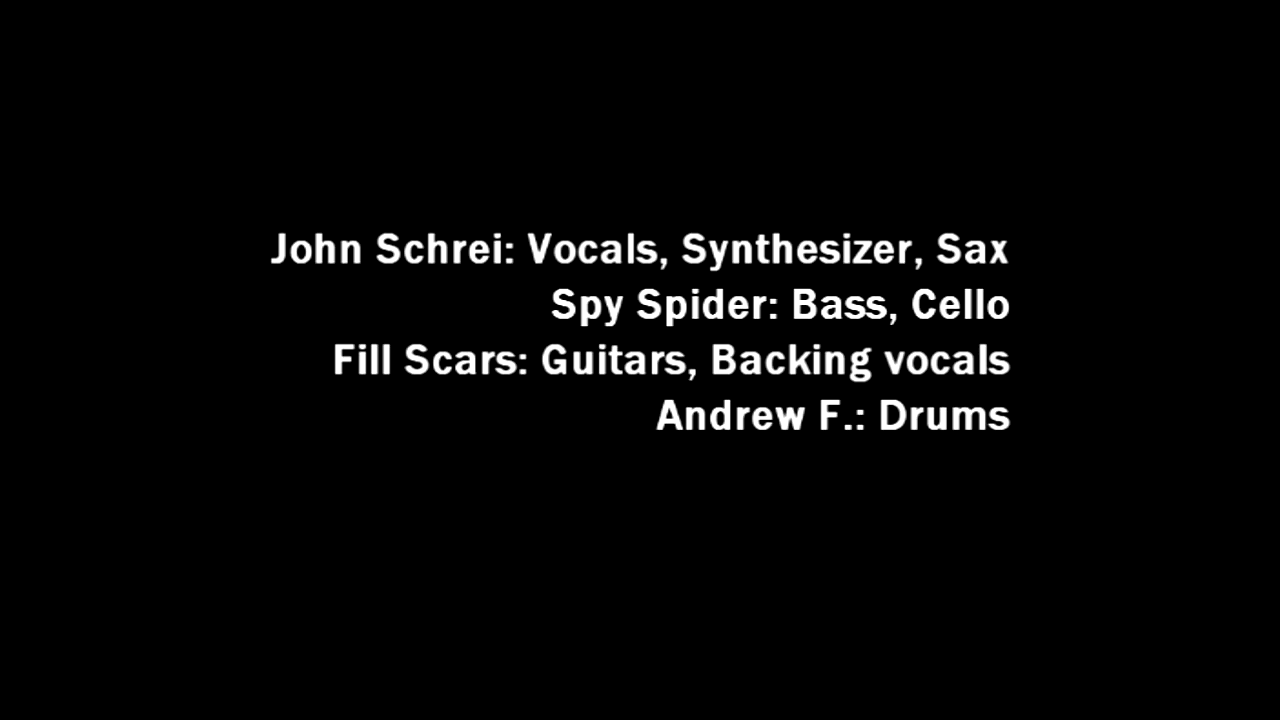 John Schrei: Vocals, Synthesizer, Sax
Spy Spider: Bass, Cello
Fill Scars: Guitars, Backing vocals
Andrew F.: Drums